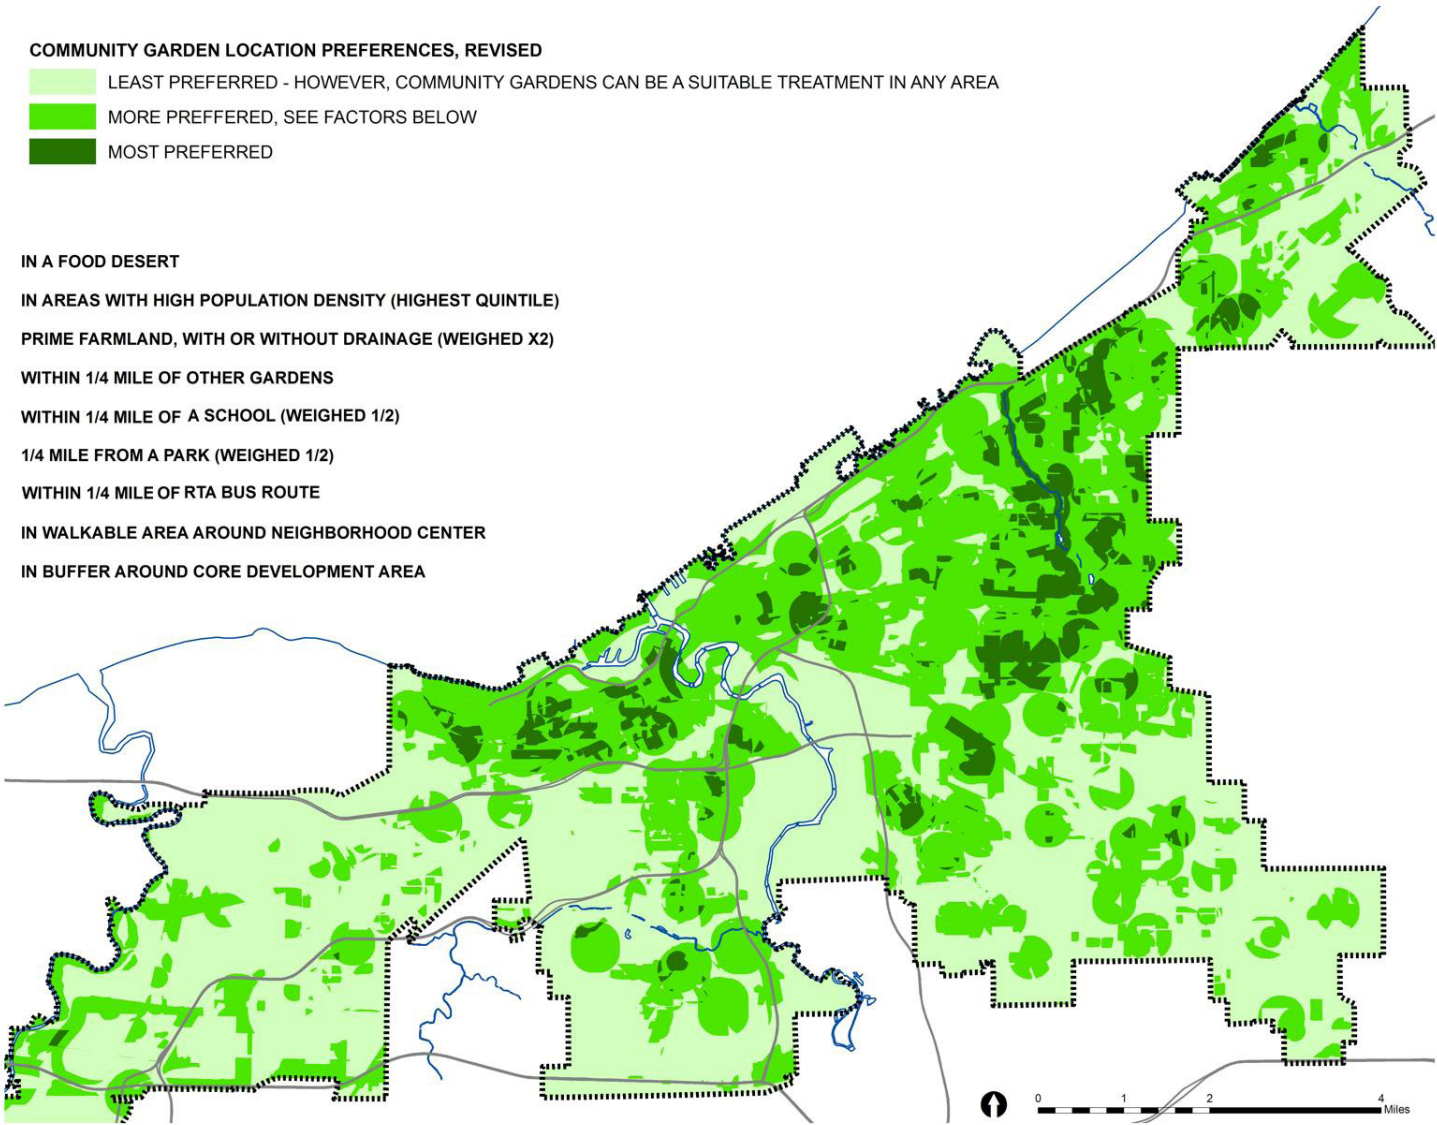 COMMUNITY GARDEN LOCATION PREFERENCES, REVISED
LEAST PREFERRED - HOWEVER, COMMUNITY GARDENS CAN BE A SUITABLE TREATMENT IN ANY AREA
MORE PREFFERED, SEE FACTORS BELOW
MOST PREFERRED
IN A FOOD DESERT
IN AREAS WITH HIGH POPULATION DENSITY (HIGHEST QUINTILE)
PRIME FARMLAND, WITH OR WITHOUT DRAINAGE (WEIGHED X2)
WITHIN 1/4 MILE OF OTHER GARDENS
WITHIN 1/4 MILE OF A SCHOOL (WEIGHED 1/2)
1/4 MILE FROM A PARK (WEIGHED 1/2)
WITHIN 1/4 MILE OF RTA BUS ROUTE
IN WALKABLE AREA AROUND NEIGHBORHOOD CENTER
IN BUFFER AROUND CORE DEVELOPMENT AREA
0 1 2 4
Miles